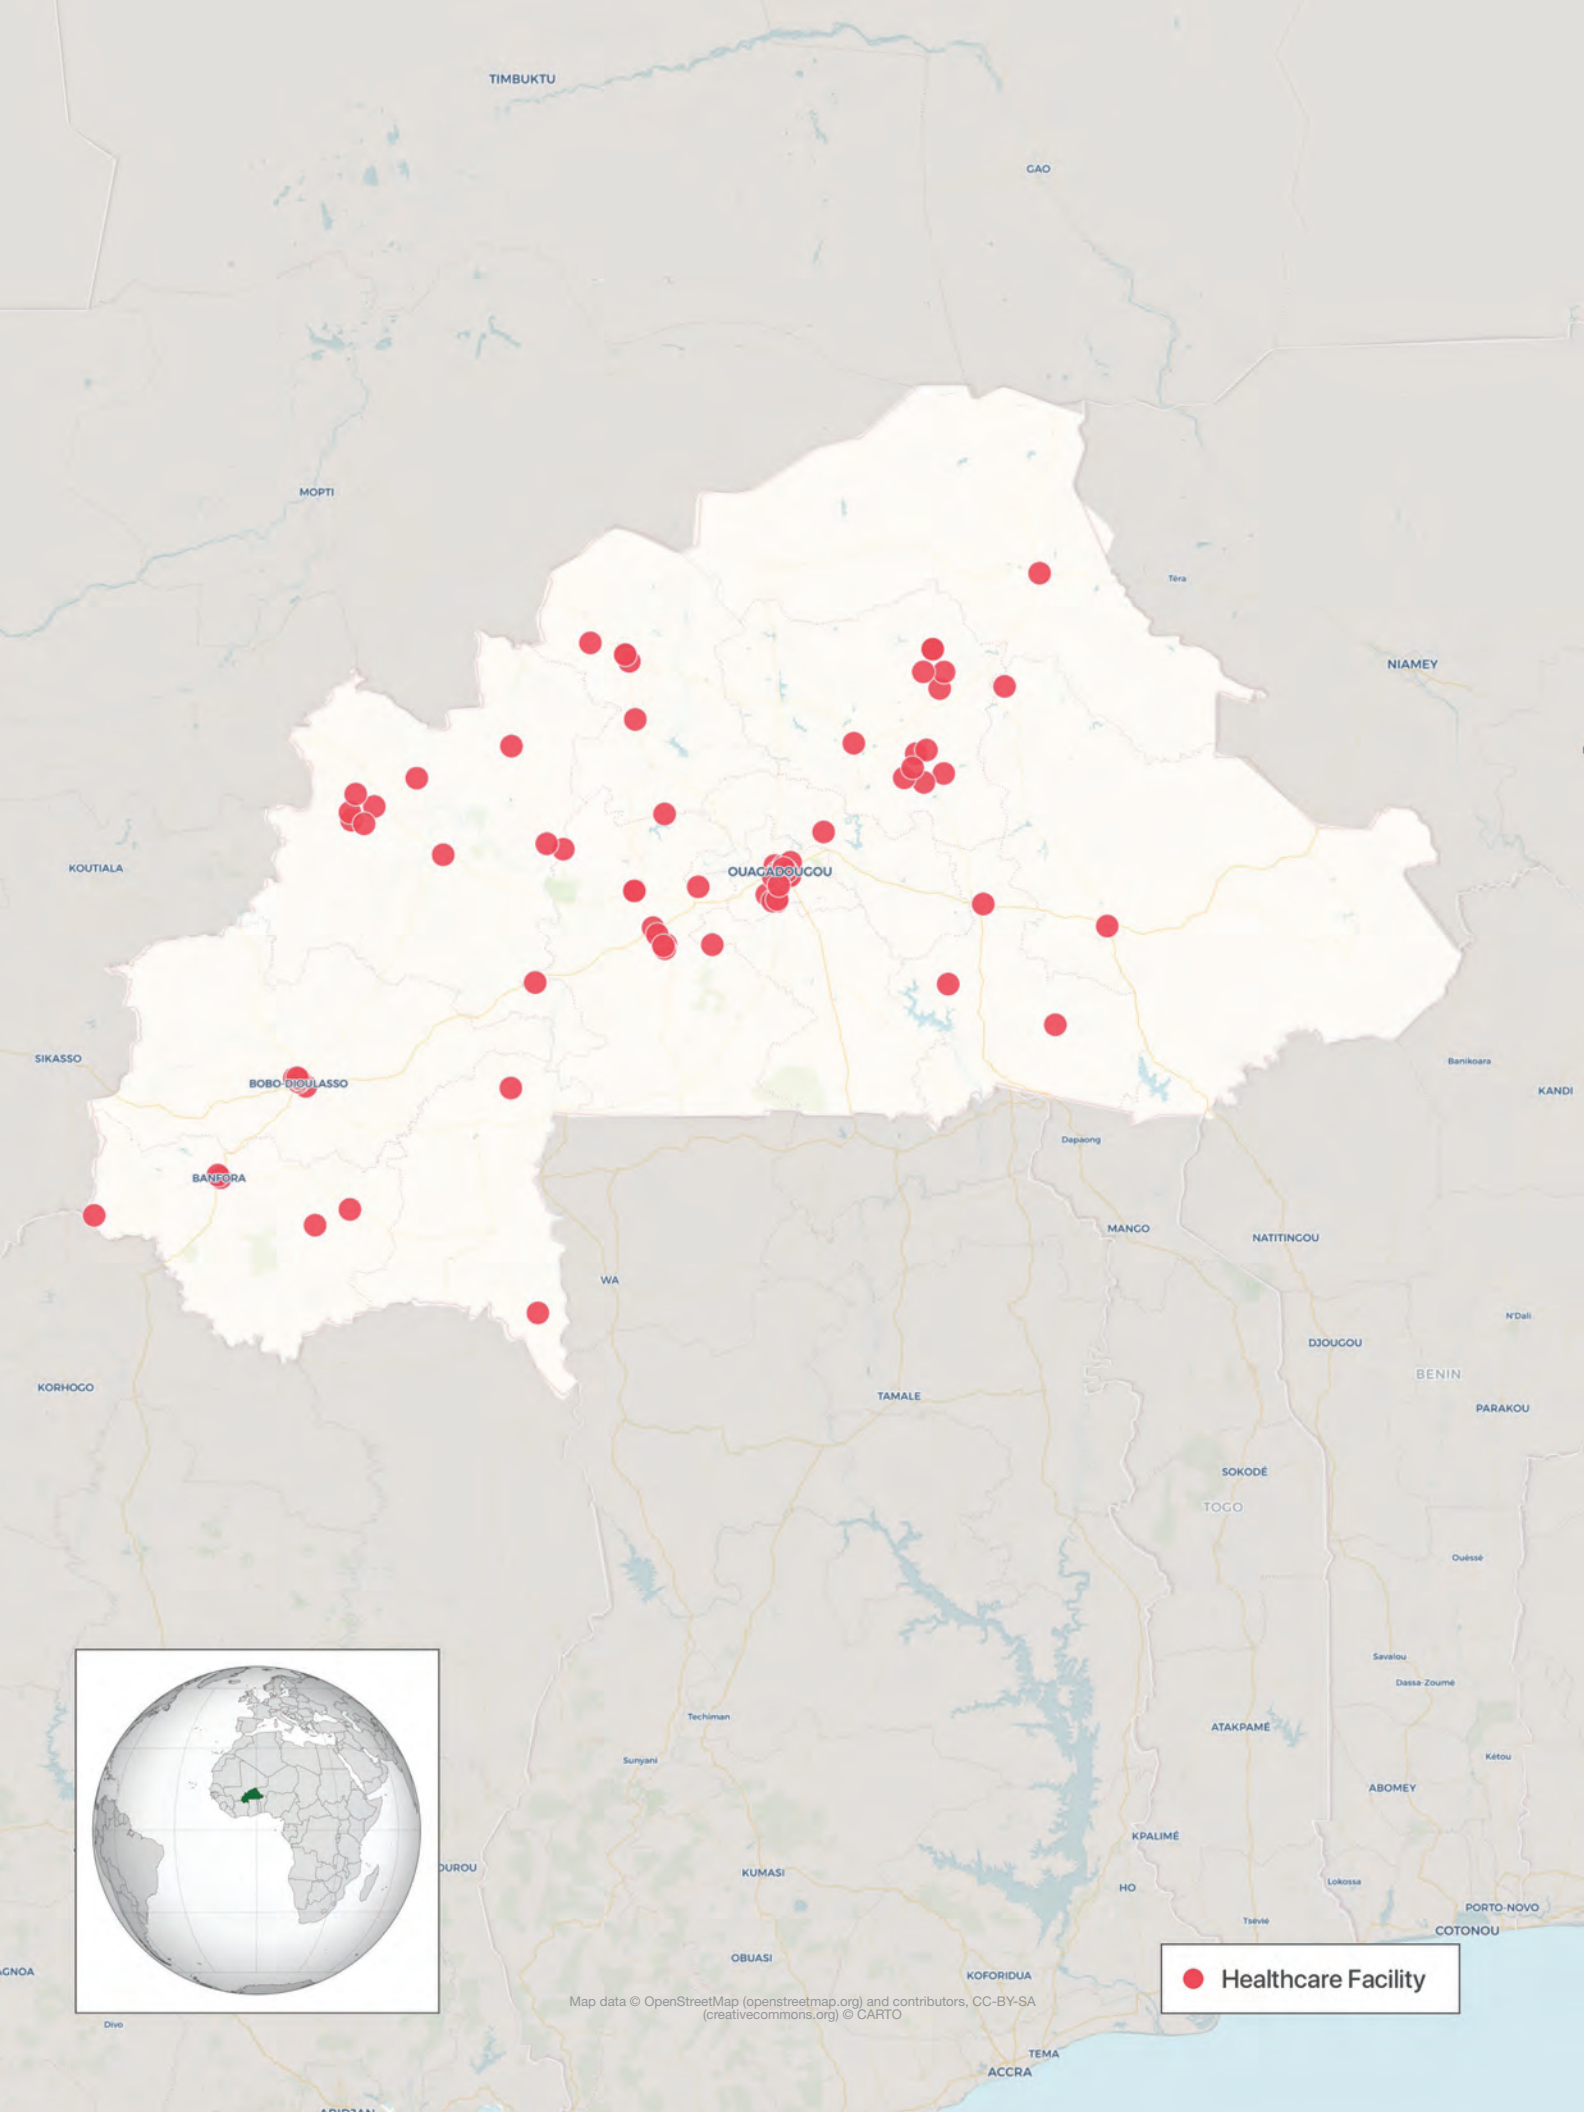 TIMBUKTU
GAO
MOPTI
Téra
NIAMEY
KOUTIALA
OUAGADOUGOU
SIKASSO
BOBO-DIOULASSO
Banikoara
KANDI
Dapaong
BANFORA
MANGO
NATITINGOU
WA
N'Dali
DJOUGOU
BENIN
KORHOGO
TAMALE
PARAKOU
SOKODÉ
TOGO
Ouèssè
Savalou
Dassa-Zoumé
Techiman
ATAKPAMÉ
Sunyani
Kétou
ABOMEY
KPALIMÉ
OUROU
KUMASI
Lokossa
HO
PORTO-NOVO
Tsévié
COTONOU
OBUASI
AGNOA
KOFORIDUA
Healthcare Facility
Map data © OpenStreetMap (openstreetmap.org) and contributors, CC-BY-SA
(creativecommons.org) © CARTO
Divo
TEMA
ACCRA
ABIDJAN